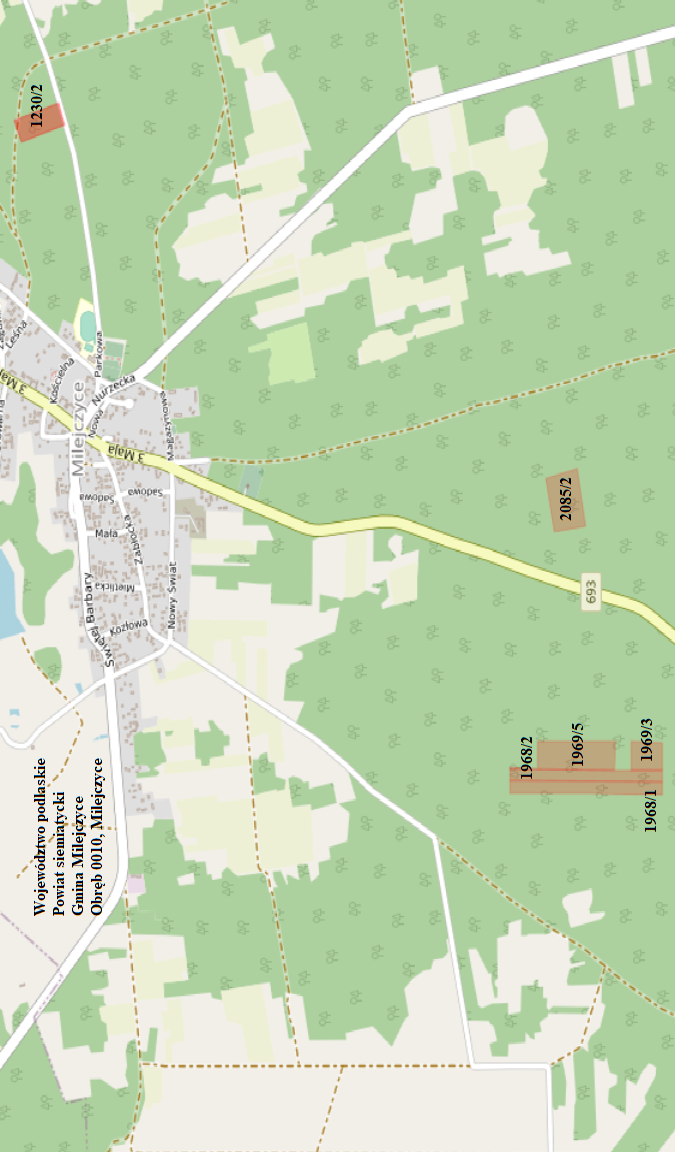 Województwo podlaskie
Powiat siemiatycki
Gmina Milejczyce
Obręb 0010, Milejczyce
1230/2
2085/2
1968/2
1969/5
1969/3
1968/1
Milejczyce
Leśna
Kościelna
Parkowa
Nurzecka
Nowa
3 Maja
3 Maja
Magazynowa
Sadowa
Sadowa
Mała
Zabłocka
Mietlicka
Nowy Świat
Kozłowa
Świętej Barbary
693